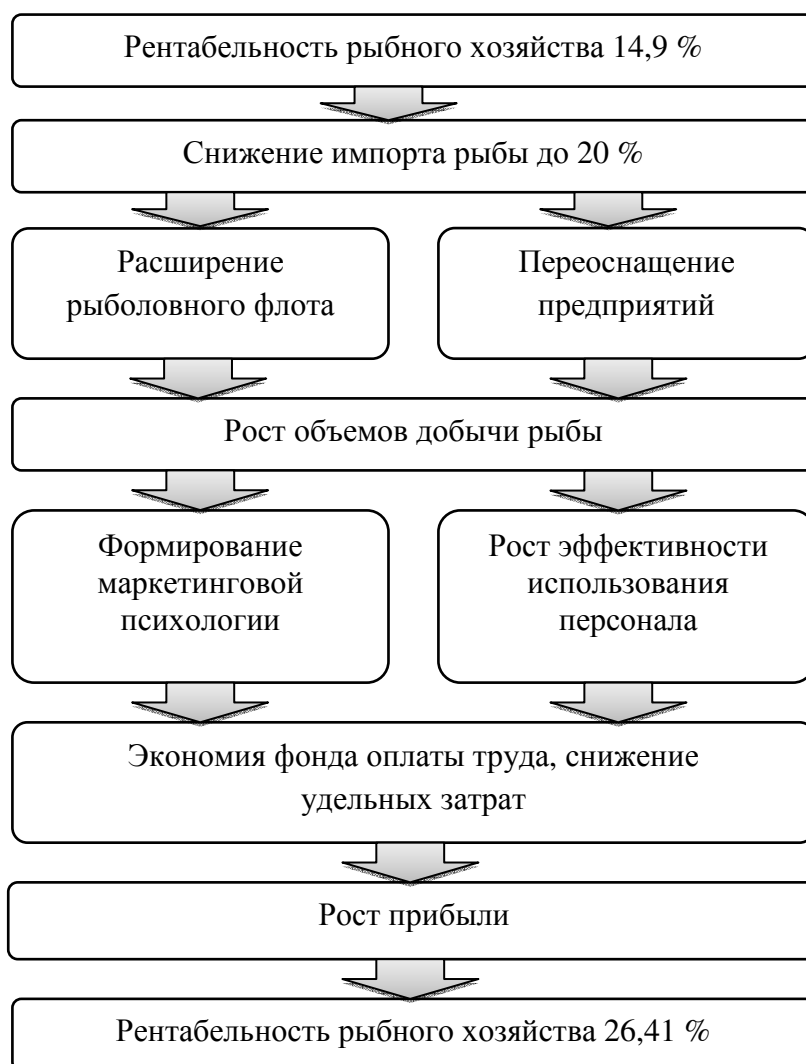 Рентабельность рыбного хозяйства 14,9 %
Снижение импорта рыбы до 20 %
Расширение
рыболовного флота
Переоснащение
предприятий
Рост объемов добычи рыбы
Формирование
маркетинговой
психологии
Рост эффективности
использования
персонала
Экономия фонда оплаты труда, снижение
удельных затрат
Рост прибыли
Рентабельность рыбного хозяйства 26,41 %